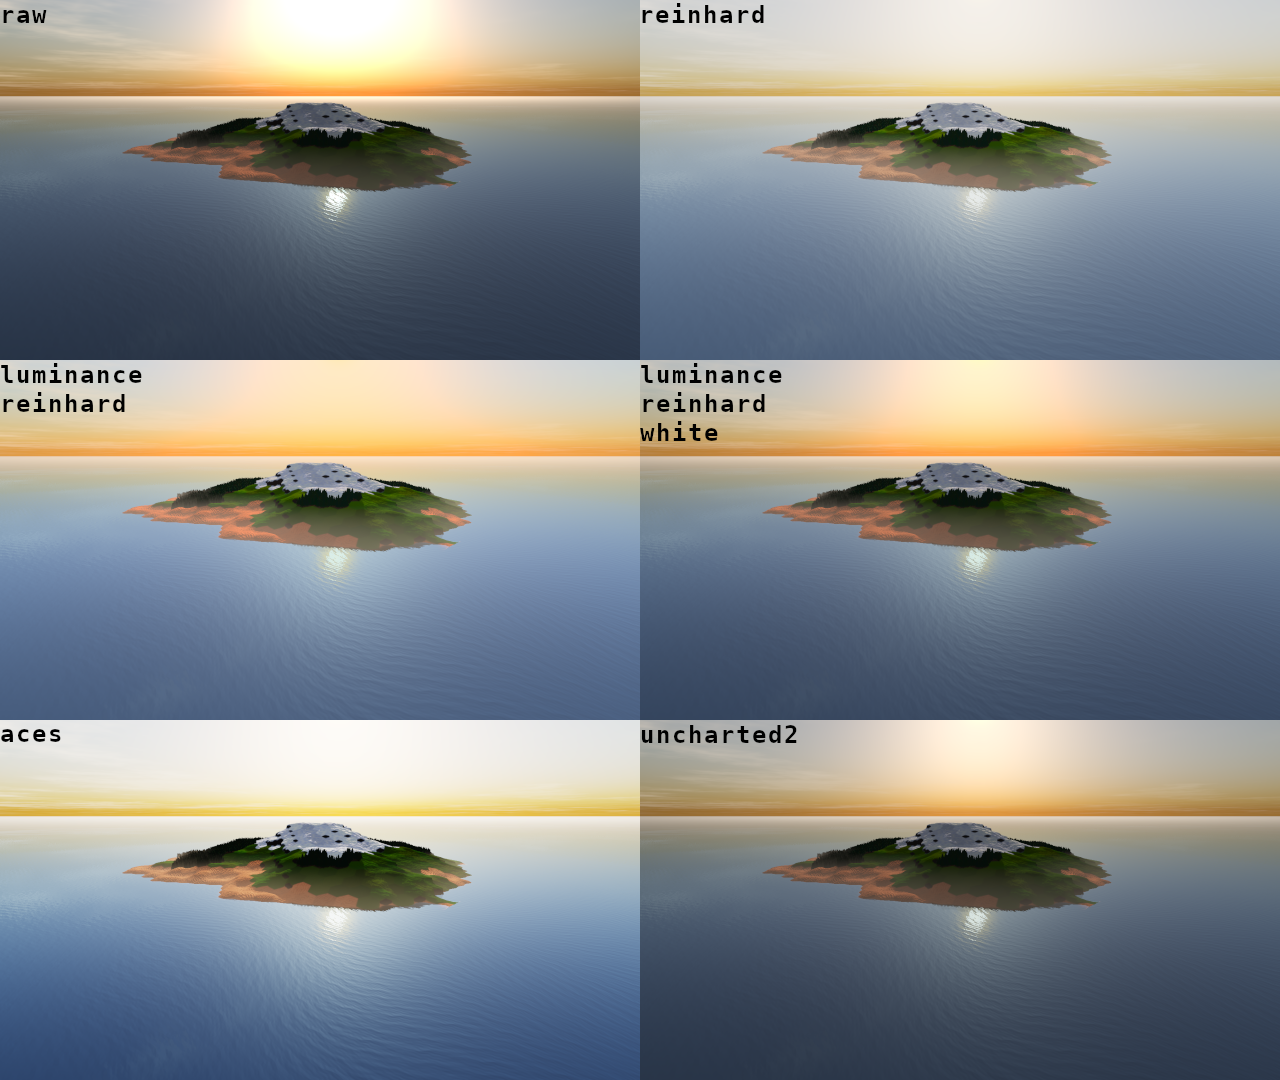 raw
reinhard
luminance
reinhard
luminance
reinhard
white
aces
uncharted2